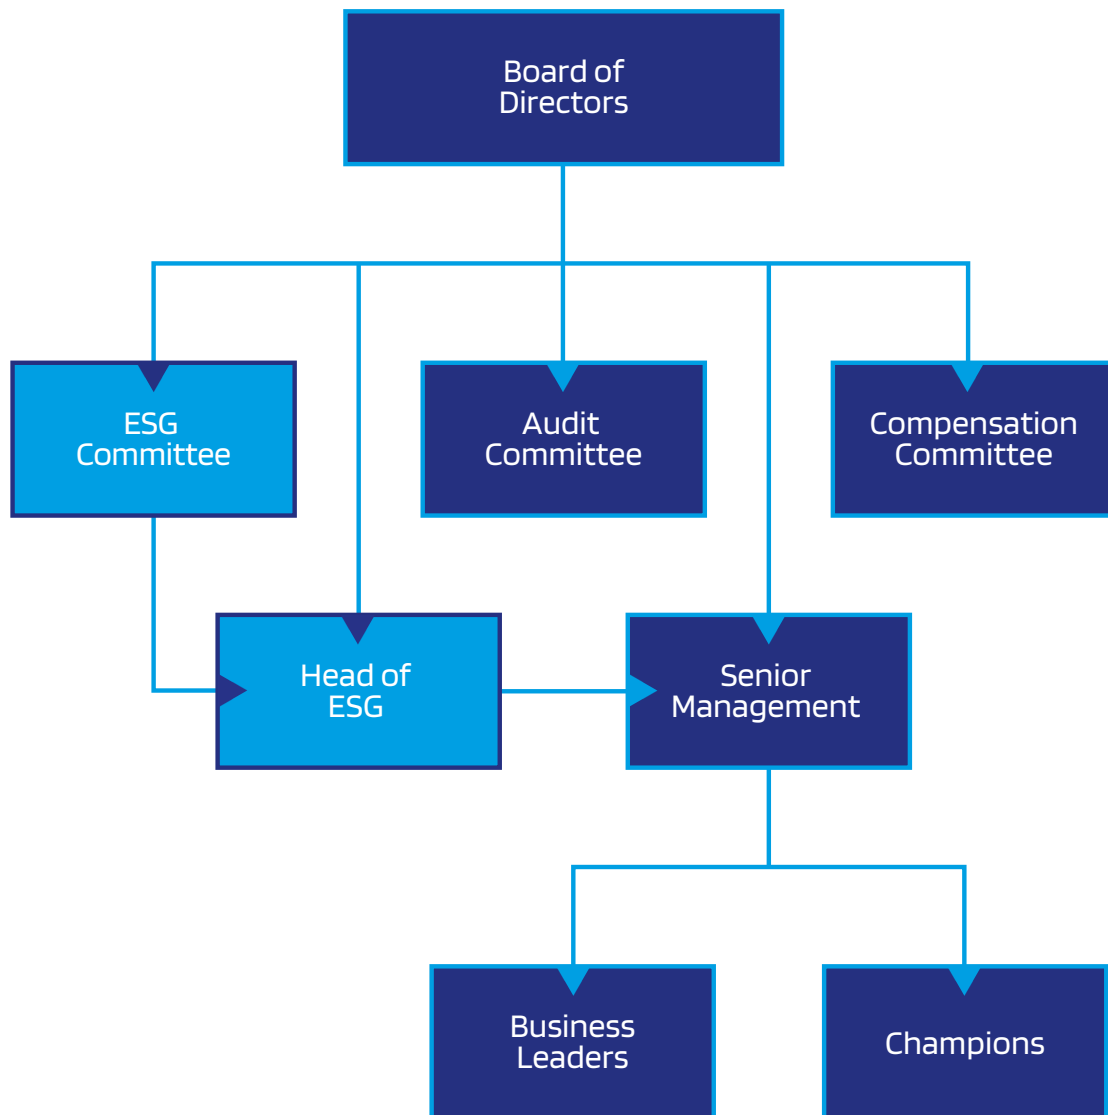 Board of
Directors
ESG
Committee
Audit
Committee
Compensation
Committee
Head of
ESG
Senior
Management
Business
Leaders
Champions